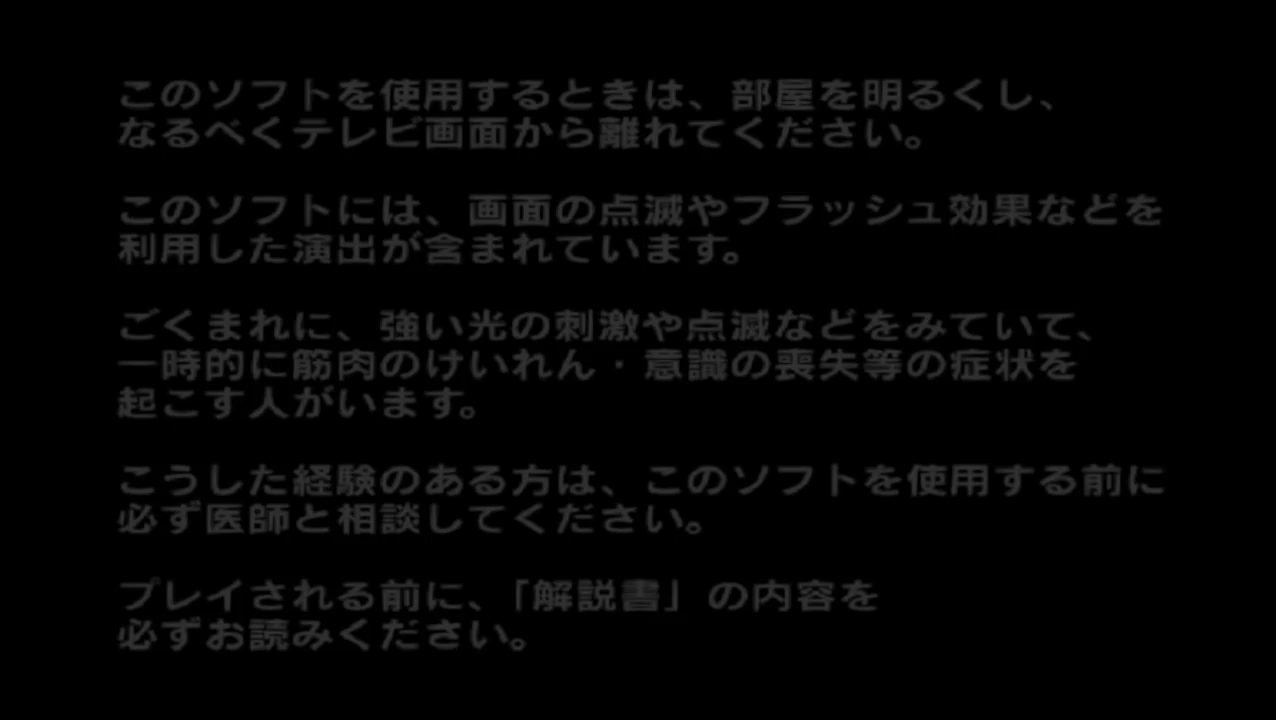 このソフトを使用するときは、部屋を明るくし、
なるべくテレビ画面から離れてください。
このソフトには、画面の点滅やフラッシュ効果などを
利用した演出が含まれています。
ごくまれに、強い光の刺激や点滅などをみていて、
一時的に筋肉のけいれん・意識の喪失等の症状を
起こす人がいます。
こうした経験のある方は、このソフトを使用する前に
必ず医師と相談してください。
プレイされる前に、「解説書」の内容を
必ずお読みください。